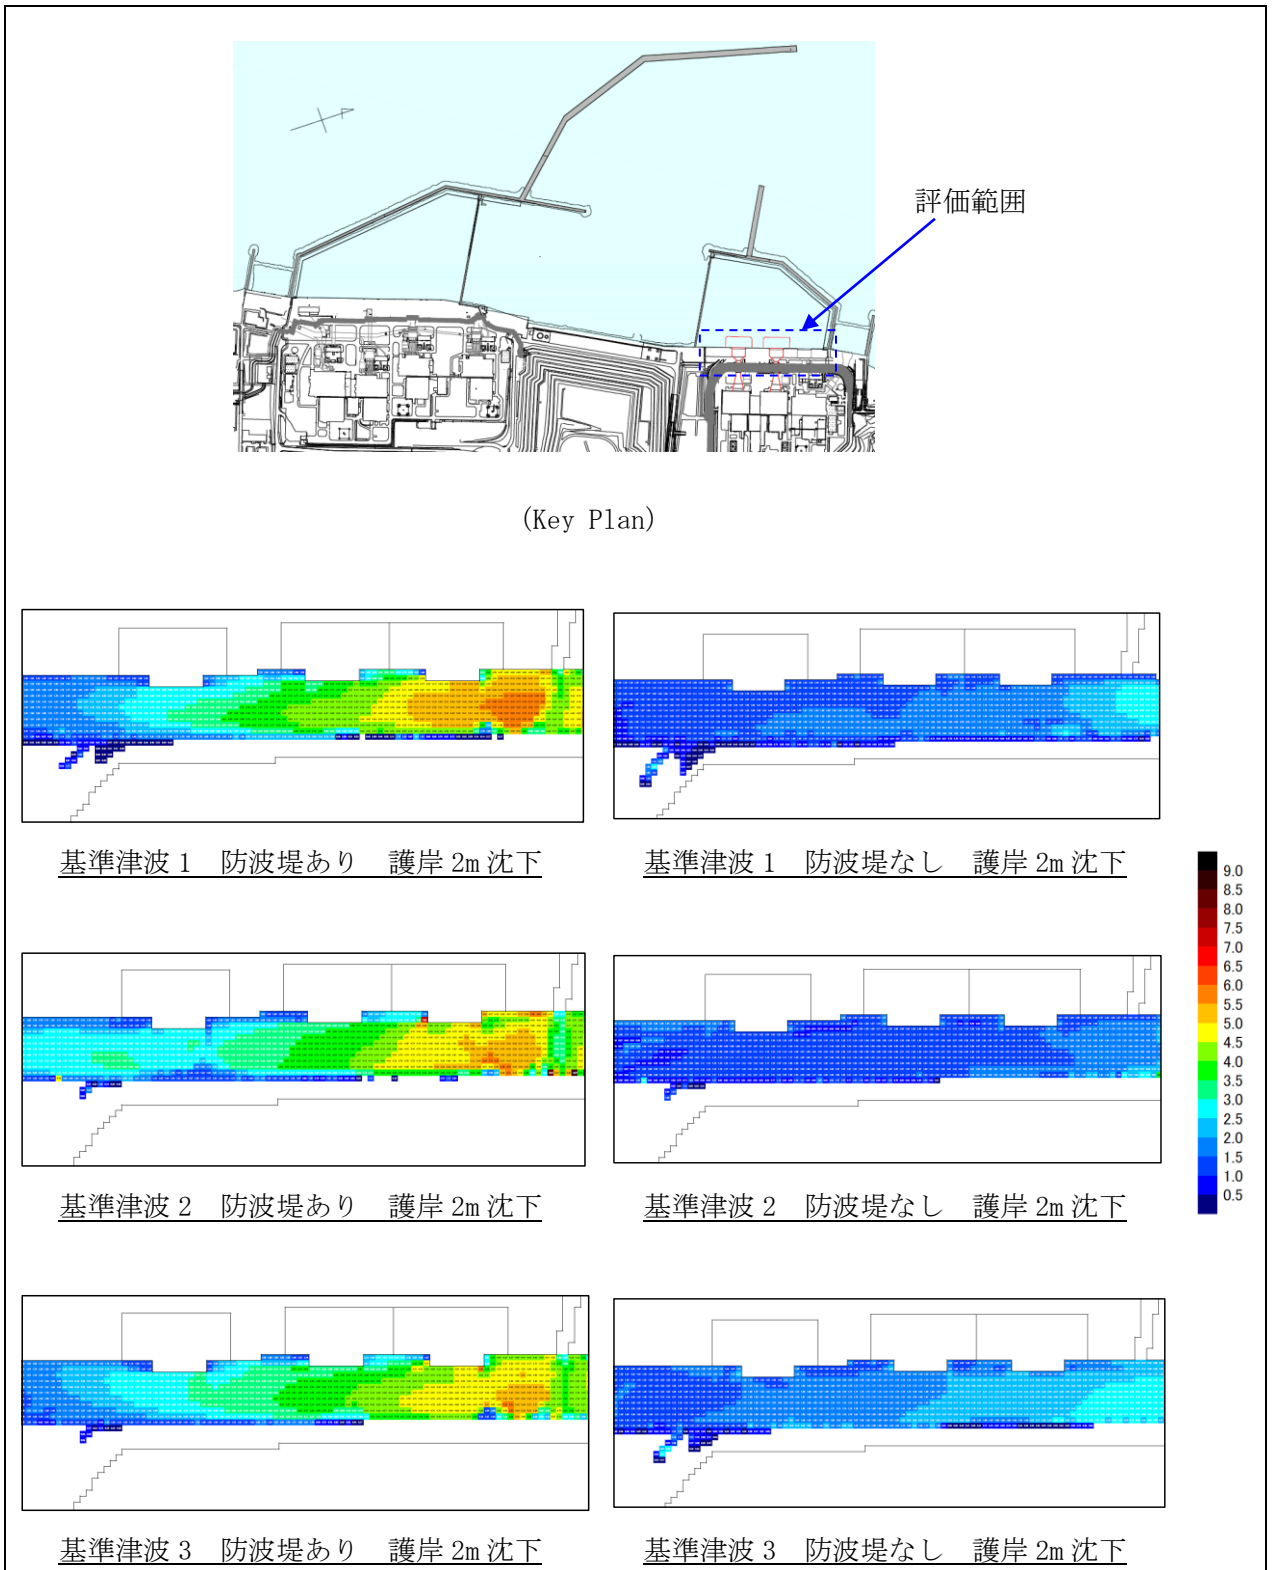 評価範囲
(Key Plan)
基準津波 1　防波堤あり　護岸 2m 沈下
基準津波 1　防波堤なし　護岸 2m 沈下
9.0
8.5
8.0
7.5
7.0
6.5
6.0
5.5
5.0
4.5
4.0
3.5
3.0
2.5
2.0
1.5
1.0
0.5
基準津波 2　防波堤あり　護岸 2m 沈下
基準津波 2　防波堤なし　護岸 2m 沈下
基準津波 3　防波堤あり　護岸 2m 沈下
基準津波 3　防波堤なし　護岸 2m 沈下